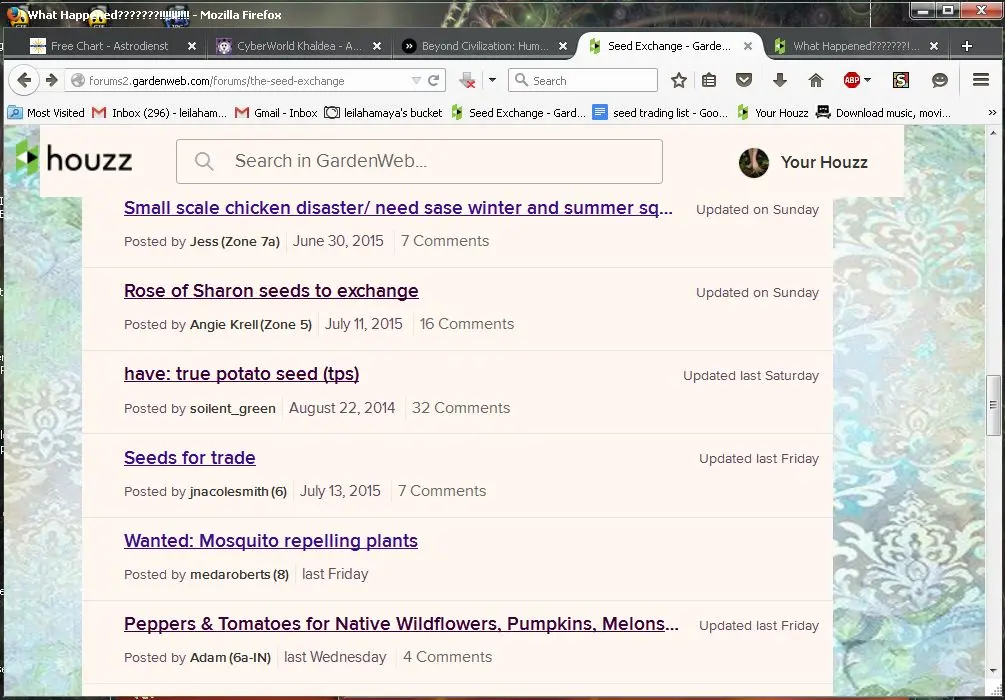 What Happened???????!!!!!!!!! - Mozilla Firefox
Free Chart - Astrodienst
CyberWorld Khaldea - A...
Beyond Civilization: Hum...
Seed Exchange - Garde...
What Happened???????!...
forums2.gardenweb.com/forums/the-seed-exchange
Search
ABP
S
Most Visited
Inbox (296) - leilaham...
Gmail - Inbox
leilahamaya's bucket
Seed Exchange - Gard...
seed trading list - Goo...
Your Houzz
Download music, movi...
houzz
Search in GardenWeb...
Your Houzz
Small scale chicken disaster/ need sase winter and summer sq... Updated on Sunday
Posted by Jess (Zone 7a) June 30, 2015 7 Comments
Rose of Sharon seeds to exchange Updated on Sunday
Posted by Angie Krell (Zone 5) July 11, 2015 16 Comments
have: true potato seed (tps) Updated last Saturday
Posted by soilent_green August 22, 2014 32 Comments
Seeds for trade Updated last Friday
Posted by jnacolesmith (6) July 13, 2015 7 Comments
Wanted: Mosquito repelling plants
Posted by medaroberts (8) last Friday
Peppers & Tomatoes for Native Wildflowers, Pumpkins, Melons... Updated last Friday
Posted by Adam (6a-IN) last Wednesday 4 Comments